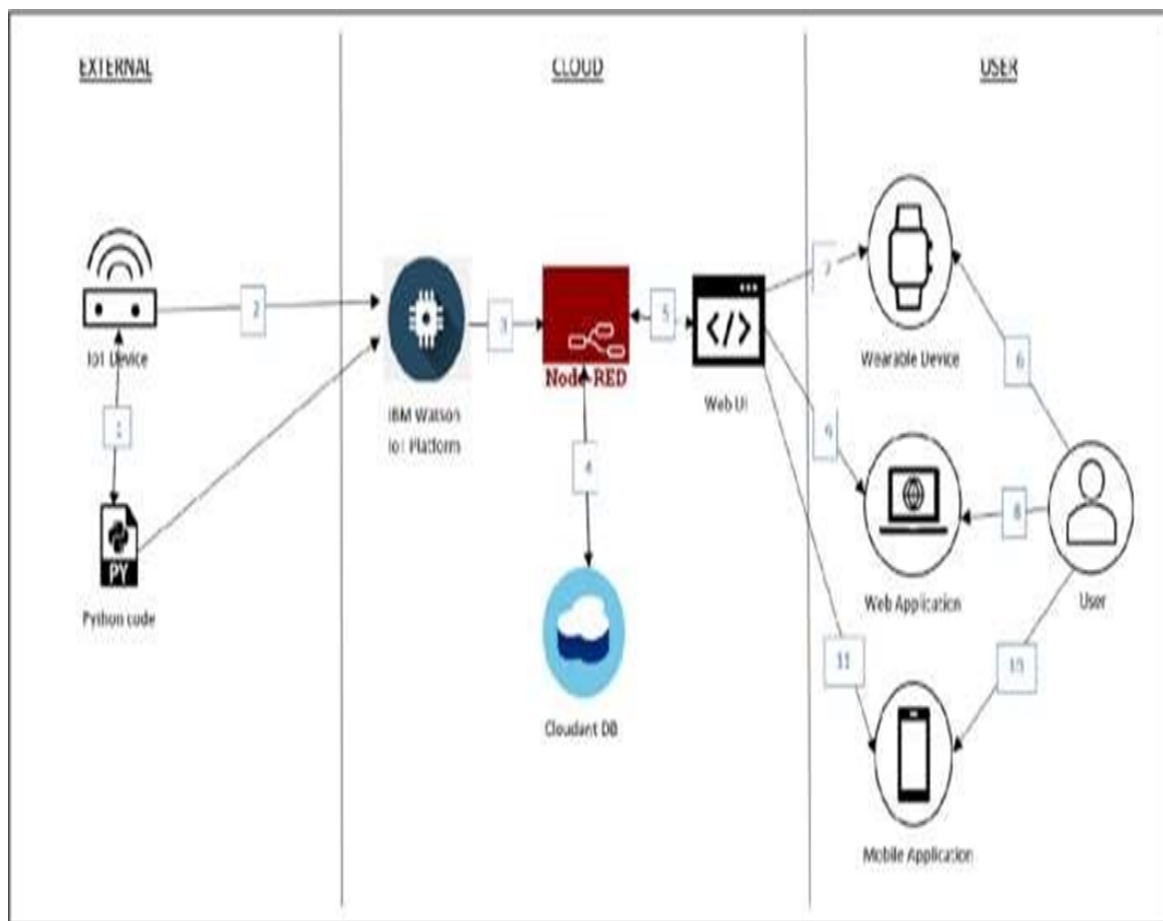 EXTERNAL
CLOUD
USER
2
IoT Device
1
PY
Python code
3
IBM Watson
IoT Platform
Node-RED
5
</>
Web UI
4
Cloudant DB
7
Wearable Device
6
8
Web Application
User
11
10
Mobile Application